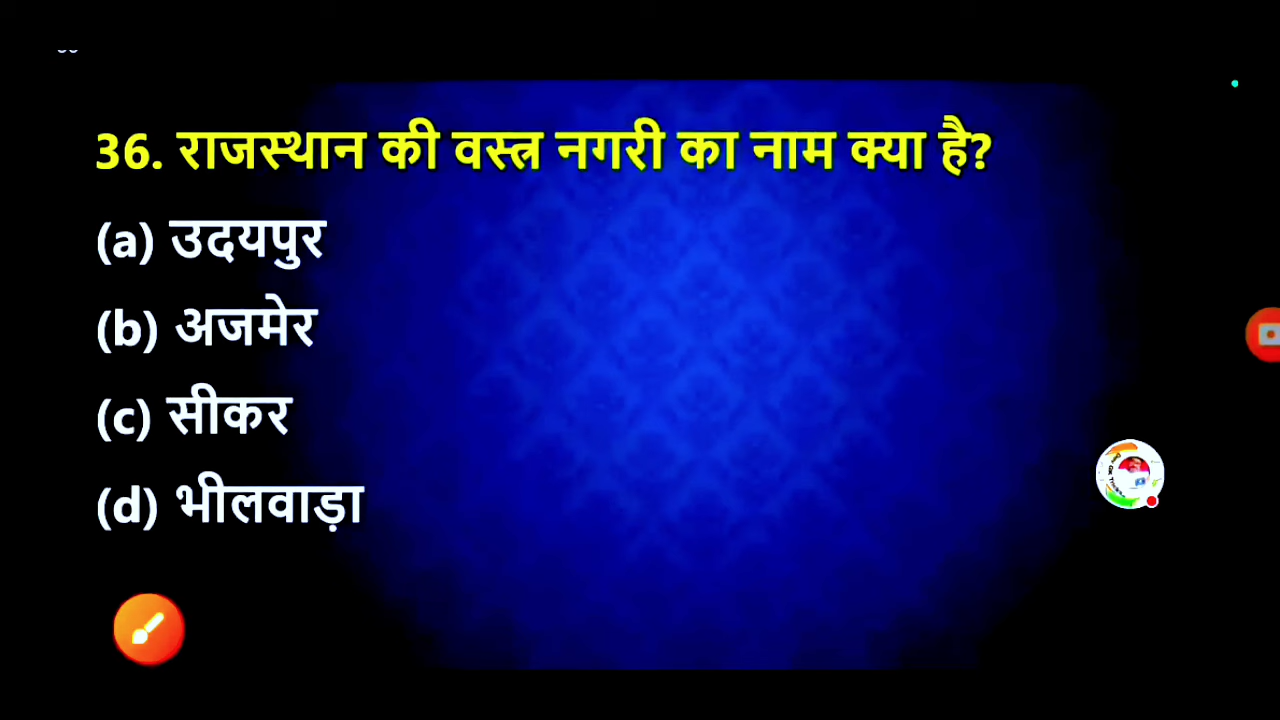 36. राजस्थान की वस्त्र नगरी का नाम क्या है?
(a) उदयपुर
(b) अजमेर
(c) सीकर
(d) भीलवाड़ा